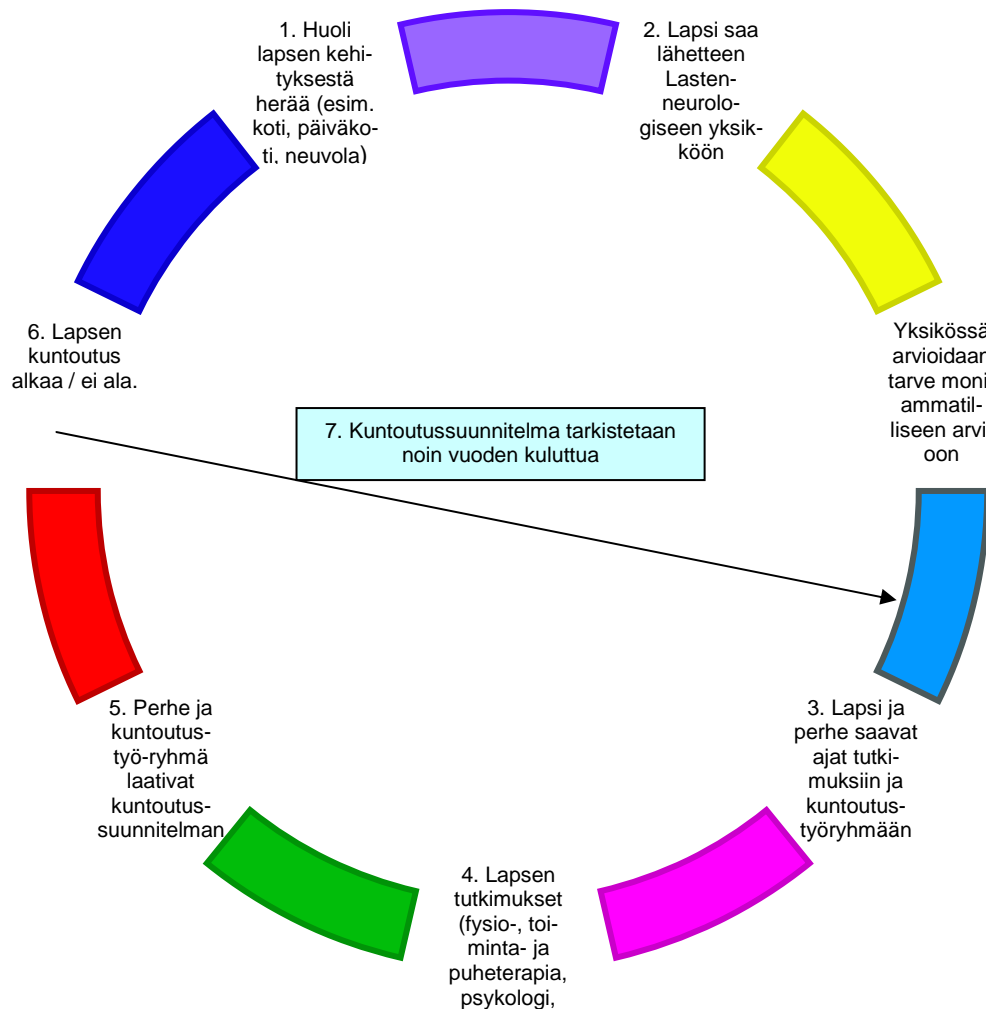 1. Huoli
lapsen kehi-
tyksestä
herää (esim.
koti, päiväko-
ti, neuvola)
2. Lapsi saa
lähetteen
Lasten-
neurolo-
giseen yksik-
köön
Yksikössä
arvioidaan
tarve moni
ammatil-
liseen arvi
oon
3. Lapsi ja
perhe saavat
ajat tutki-
muksiin ja
kuntoutus-
työryhmään
4. Lapsen
tutkimukset
(fysio-, toi-
minta- ja
puheterapia,
psykologi,
5. Perhe ja
kuntoutus-
työ-ryhmä
laativat
kuntoutus-
suunnitelman
6. Lapsen
kuntoutus
alkaa / ei ala.
7. Kuntoutussuunnitelma tarkistetaan
noin vuoden kuluttua